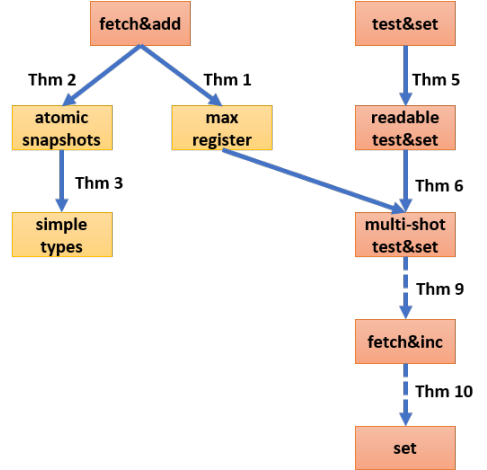 fetch&add
test&set
Thm 2
Thm 1
Thm 5
atomic
snapshots
max
register
readable
test&set
Thm 3
Thm 6
simple
types
multi-shot
test&set
Thm 9
fetch&inc
Thm 10
set